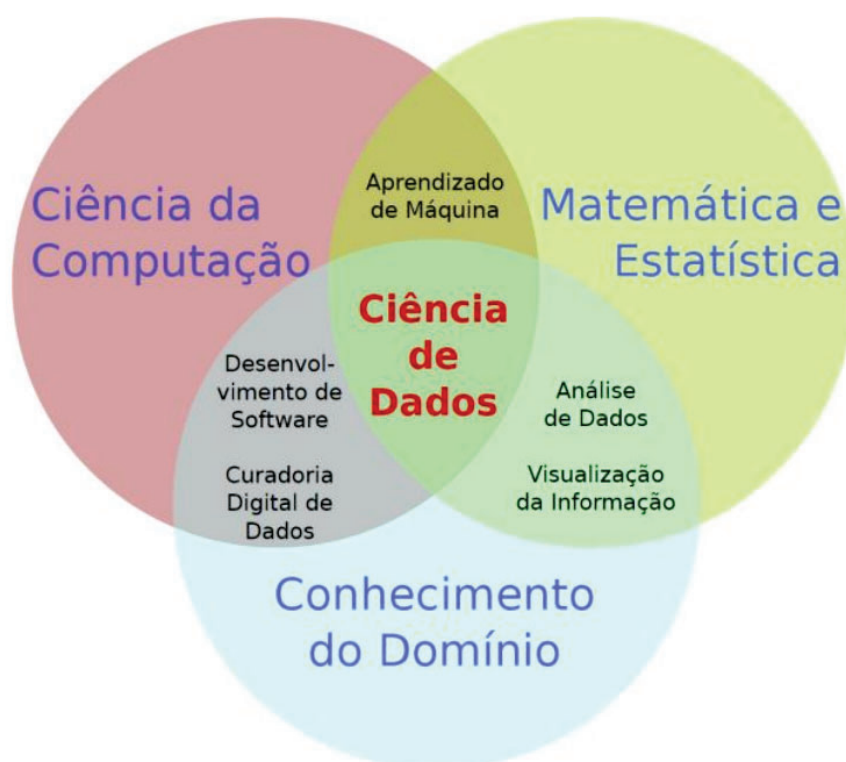 Aprendizado
de Máquina
Ciência da
Computação
Matemática e
Estatística
Ciência
de
Dados
Desenvol-
vimento de
Software
Curadoria
Digital de
Dados
Análise
de Dados
Visualização
da Informação
Conhecimento
do Domínio